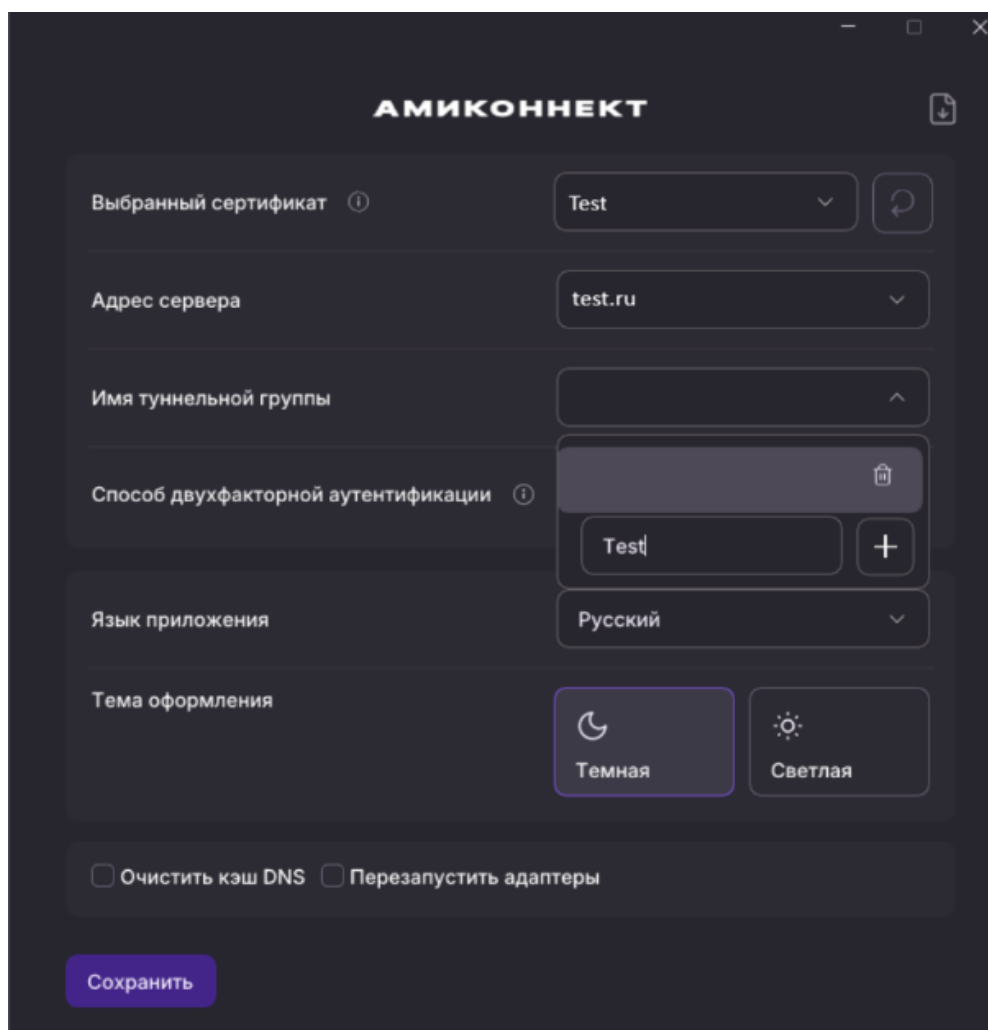 АМИКОННЕКТ
Выбранный сертификат
Test
Адрес сервера
test.ru
Имя туннельной группы
Способ двухфакторной аутентификации
Test
Язык приложения
Русский
Тема оформления
Темная
Светлая
Очистить кэш DNS Перезапустить адаптеры
Сохранить